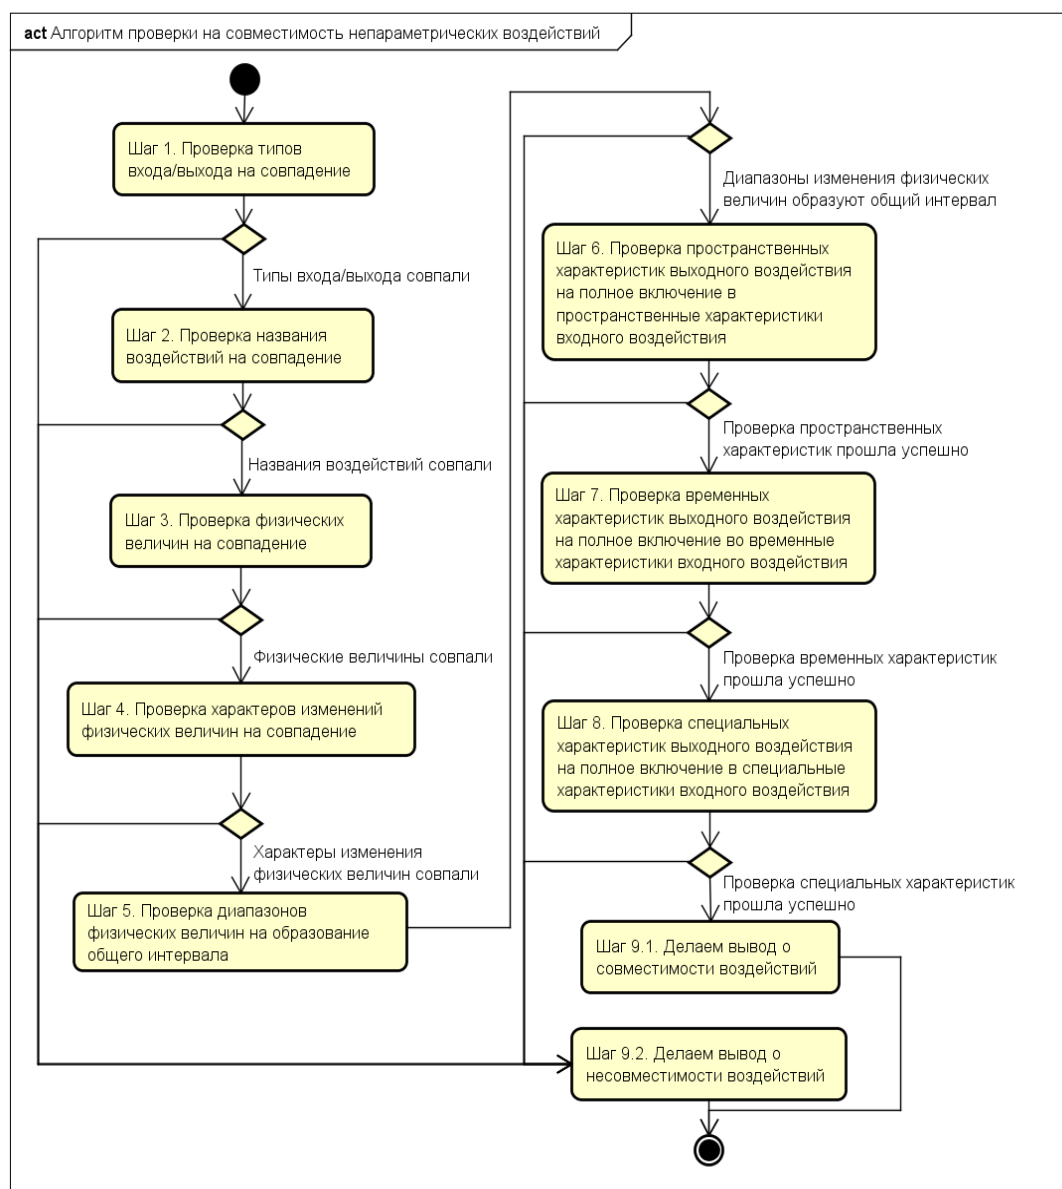 act Алгоритм проверки на совместимость непараметрических воздействий
Шаг 1. Проверка типов
входа/выхода на совпадение
Типы входа/выхода совпали
Шаг 2. Проверка названия
воздействий на совпадение
Названия воздействий совпали
Шаг 3. Проверка физических
величин на совпадение
Физические величины совпали
Шаг 4. Проверка характеров изменений
физических величин на совпадение
Характеры изменения
физических величин совпали
Шаг 5. Проверка диапазонов
физических величин на образование
общего интервала
Диапазоны изменения физических
величин образуют общий интервал
Шаг 6. Проверка пространственных
характеристик выходного воздействия
на полное включение в
пространственные характеристики
входного воздействия
Проверка пространственных
характеристик прошла успешно
Шаг 7. Проверка временных
характеристик выходного воздействия
на полное включение во временные
характеристики входного воздействия
Проверка временных характеристик
прошла успешно
Шаг 8. Проверка специальных
характеристик выходного воздействия
на полное включение в специальные
характеристики входного воздействия
Проверка специальных характеристик
прошла успешно
Шаг 9.1. Делаем вывод о
совместимости воздействий
Шаг 9.2. Делаем вывод о
несовместимости воздействий